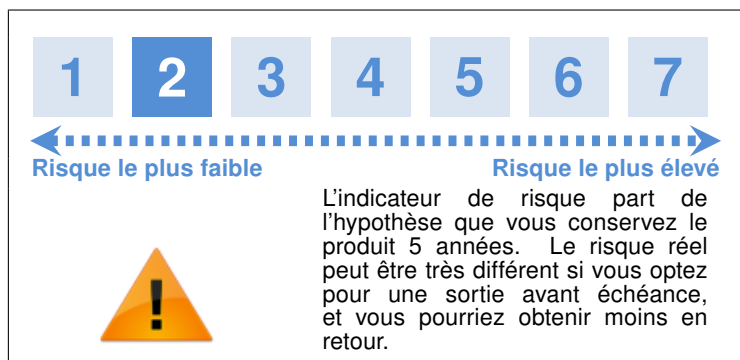 1 2 3 4 5 6 7
Risque le plus faible Risque le plus élevé
L'indicateur de risque part de
l'hypothèse que vous conservez le
produit 5 années. Le risque réel
peut être très différent si vous optez
pour une sortie avant échéance,
et vous pourriez obtenir moins en
retour.
!